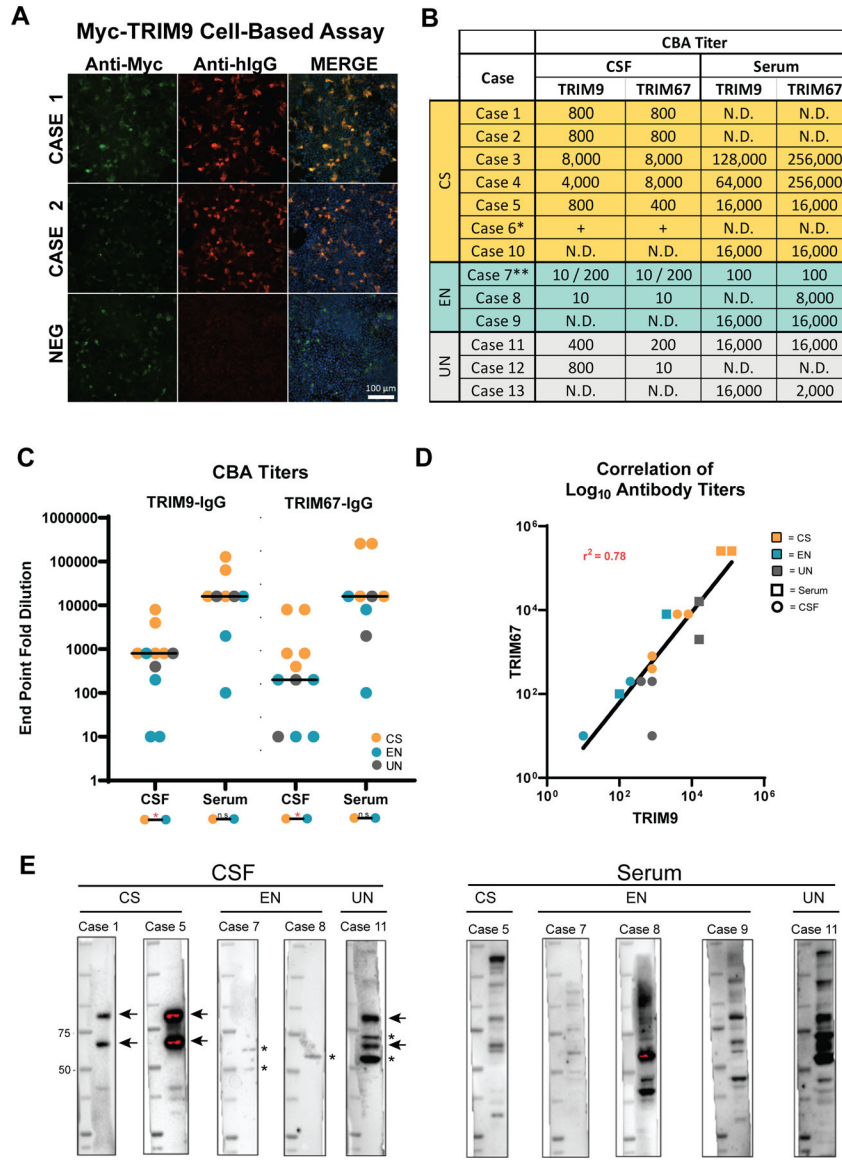 A
Myc-TRIM9 Cell-Based Assay
Anti-Myc Anti-hIgG MERGE
CASE 1
CASE 2
NEG
100 µm
B
CBA Titer
Case CSF Serum
TRIM9 TRIM67 TRIM9 TRIM67
CS
Case 1 800 800 N.D. N.D.
Case 2 800 800 N.D. N.D.
Case 3 8,000 8,000 128,000 256,000
Case 4 4,000 8,000 64,000 256,000
Case 5 800 400 16,000 16,000
Case 6* + + N.D. N.D.
Case 10 N.D. N.D. 16,000 16,000
EN
Case 7** 10 / 200 10 / 200 100 100
Case 8 10 10 N.D. 8,000
Case 9 N.D. N.D. 16,000 16,000
UN
Case 11 400 200 16,000 16,000
Case 12 800 10 N.D. N.D.
Case 13 N.D. N.D. 16,000 2,000
C
CBA Titers
TRIM9-IgG TRIM67-IgG
End Point Fold Dilution
1000000
100000
10000
1000
100
10
1
CS
EN
UN
CSF Serum CSF Serum
* n.s * n.s
D
Correlation of
Log₁₀ Antibody Titers
r² = 0.78
TRIM67
10⁶
10⁴
10²
10⁰
10⁰ 10² 10⁴ 10⁶
TRIM9
= CS
= EN
= UN
= Serum
= CSF
E
CSF
CS EN UN
Case 1 Case 5 Case 7 Case 8 Case 11
75 -
50 -
*
*
*
*
*
Serum
CS EN UN
Case 5 Case 7 Case 8 Case 9 Case 11